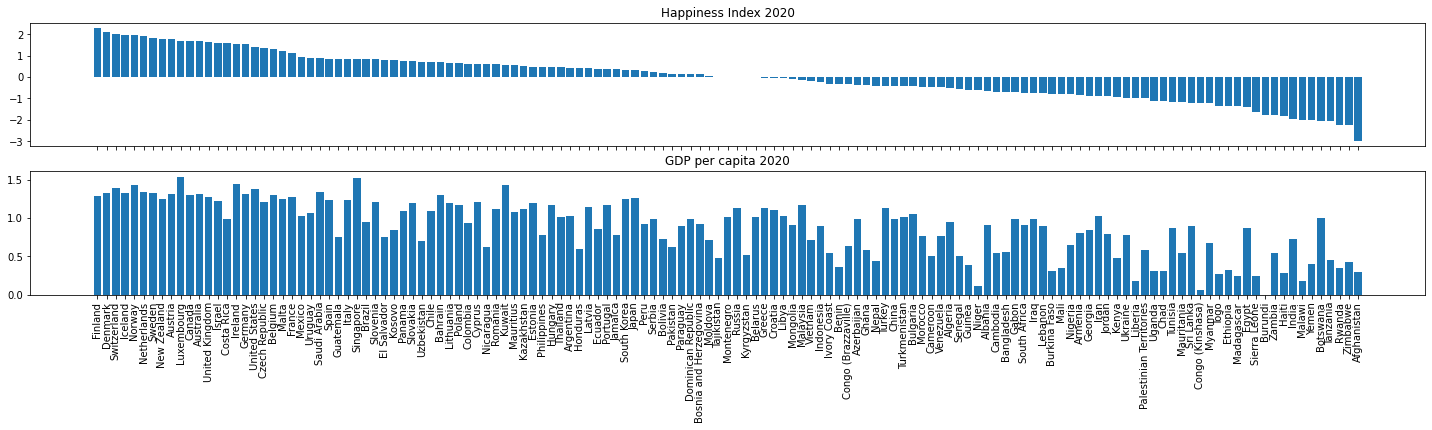 Happiness Index 2020
2
1
0
−1
−2
−3
GDP per capita 2020
1.5
1.0
0.5
0.0
Finland
Denmark
Switzerland
Iceland
Norway
Netherlands
Sweden
New Zealand
Austria
Luxembourg
Canada
Australia
United Kingdom
Israel
Costa Rica
Ireland
Germany
United States
Czech Republic
Belgium
Malta
France
Mexico
Uruguay
Saudi Arabia
Spain
Guatemala
Italy
Singapore
Brazil
Slovenia
El Salvador
Kosovo
Panama
Slovakia
Uzbekistan
Chile
Bahrain
Lithuania
Poland
Colombia
Cyprus
Nicaragua
Romania
Kuwait
Mauritius
Kazakhstan
Estonia
Philippines
Hungary
Thailand
Argentina
Honduras
Latvia
Ecuador
Portugal
Jamaica
South Korea
Japan
Peru
Serbia
Bolivia
Pakistan
Paraguay
Dominican Republic
Bosnia and Herzegovina
Moldova
Tajikistan
Montenegro
Russia
Kyrgyzstan
Belarus
Greece
Croatia
Libya
Mongolia
Malaysia
Vietnam
Indonesia
Ivory Coast
Benin
Congo (Brazzaville)
Azerbaijan
Ghana
Nepal
Turkey
China
Turkmenistan
Bulgaria
Morocco
Cameroon
Venezuela
Algeria
Senegal
Guinea
Niger
Albania
Cambodia
Bangladesh
Gabon
South Africa
Iraq
Lebanon
Burkina Faso
Mali
Nigeria
Armenia
Georgia
Iran
Jordan
Kenya
Ukraine
Liberia
Palestinian Territories
Uganda
Chad
Tunisia
Mauritania
Sri Lanka
Congo (Kinshasa)
Myanmar
Togo
Ethiopia
Madagascar
Egypt
Sierra Leone
Burundi
Zambia
Haiti
India
Malawi
Yemen
Botswana
Tanzania
Rwanda
Zimbabwe
Afghanistan